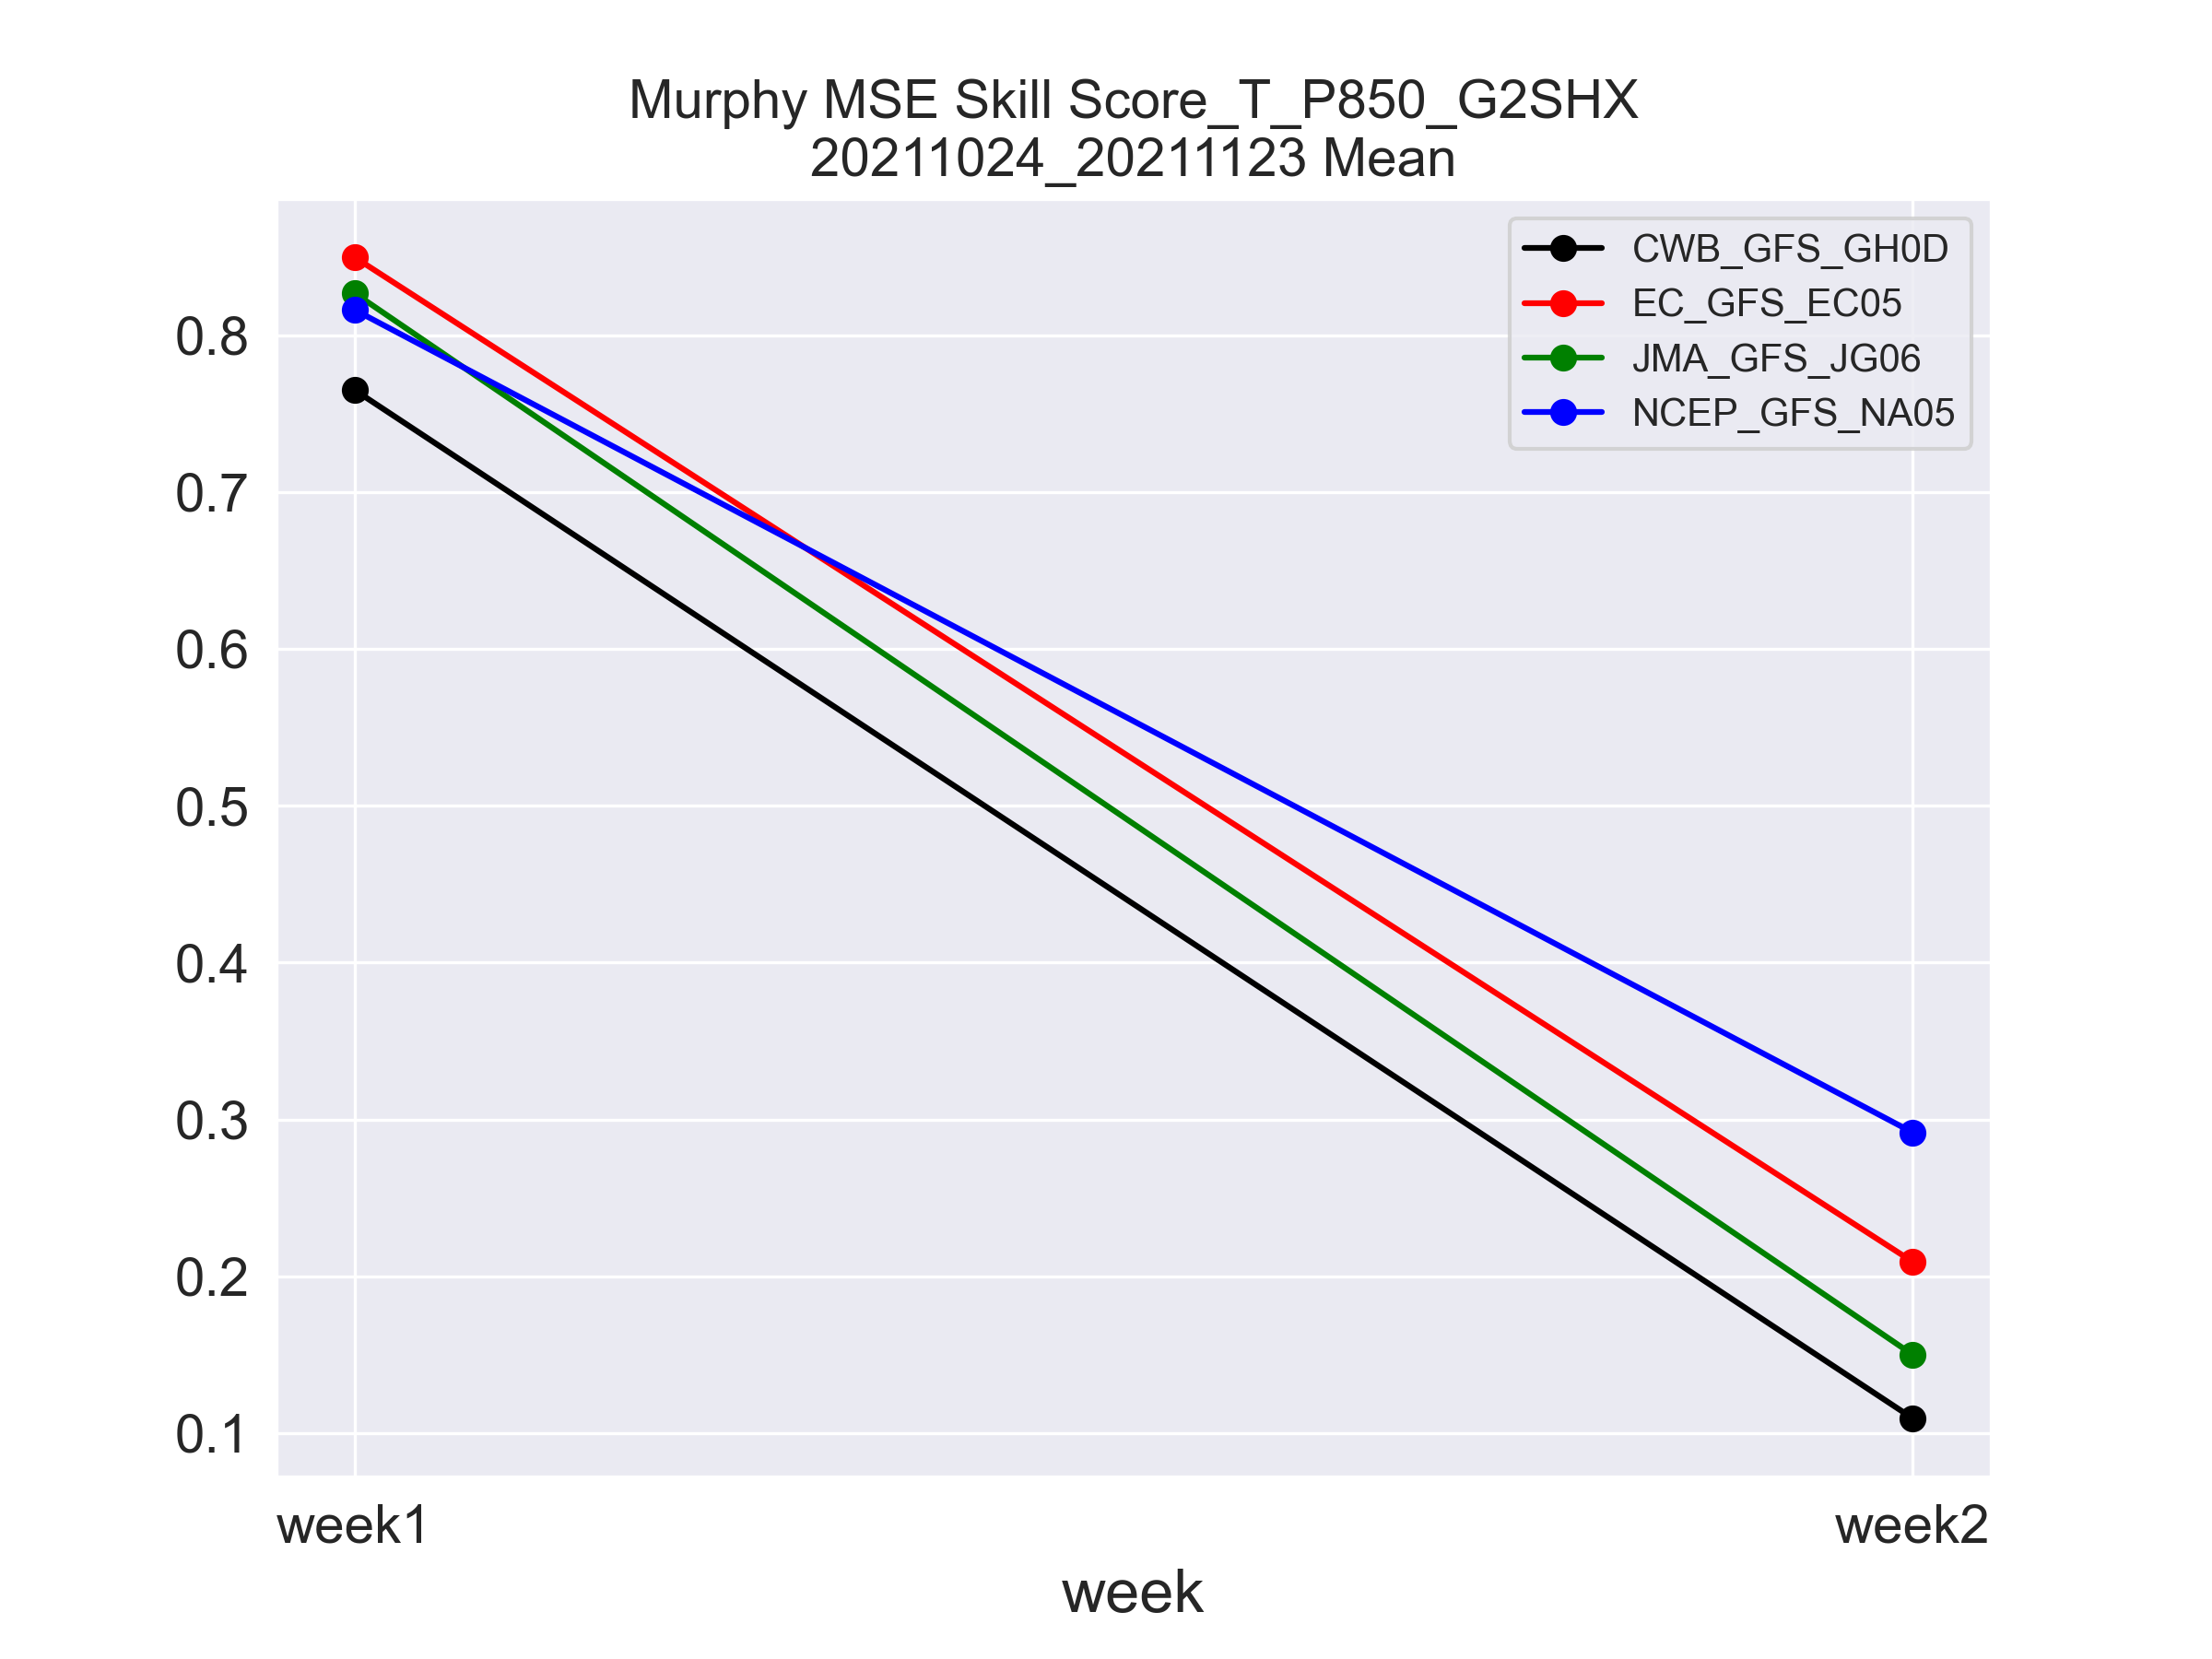 Murphy MSE Skill Score_T_P850_G2SHX
20211024_20211123 Mean
CWB_GFS_GH0D
EC_GFS_EC05
JMA_GFS_JG06
NCEP_GFS_NA05
0.8
0.7
0.6
0.5
0.4
0.3
0.2
0.1
week1 week2
week